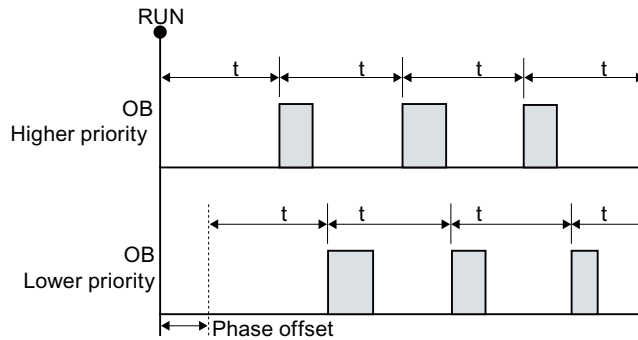 RUN
t t t t
OB
Higher priority
t t t t
OB
Lower priority
Phase offset